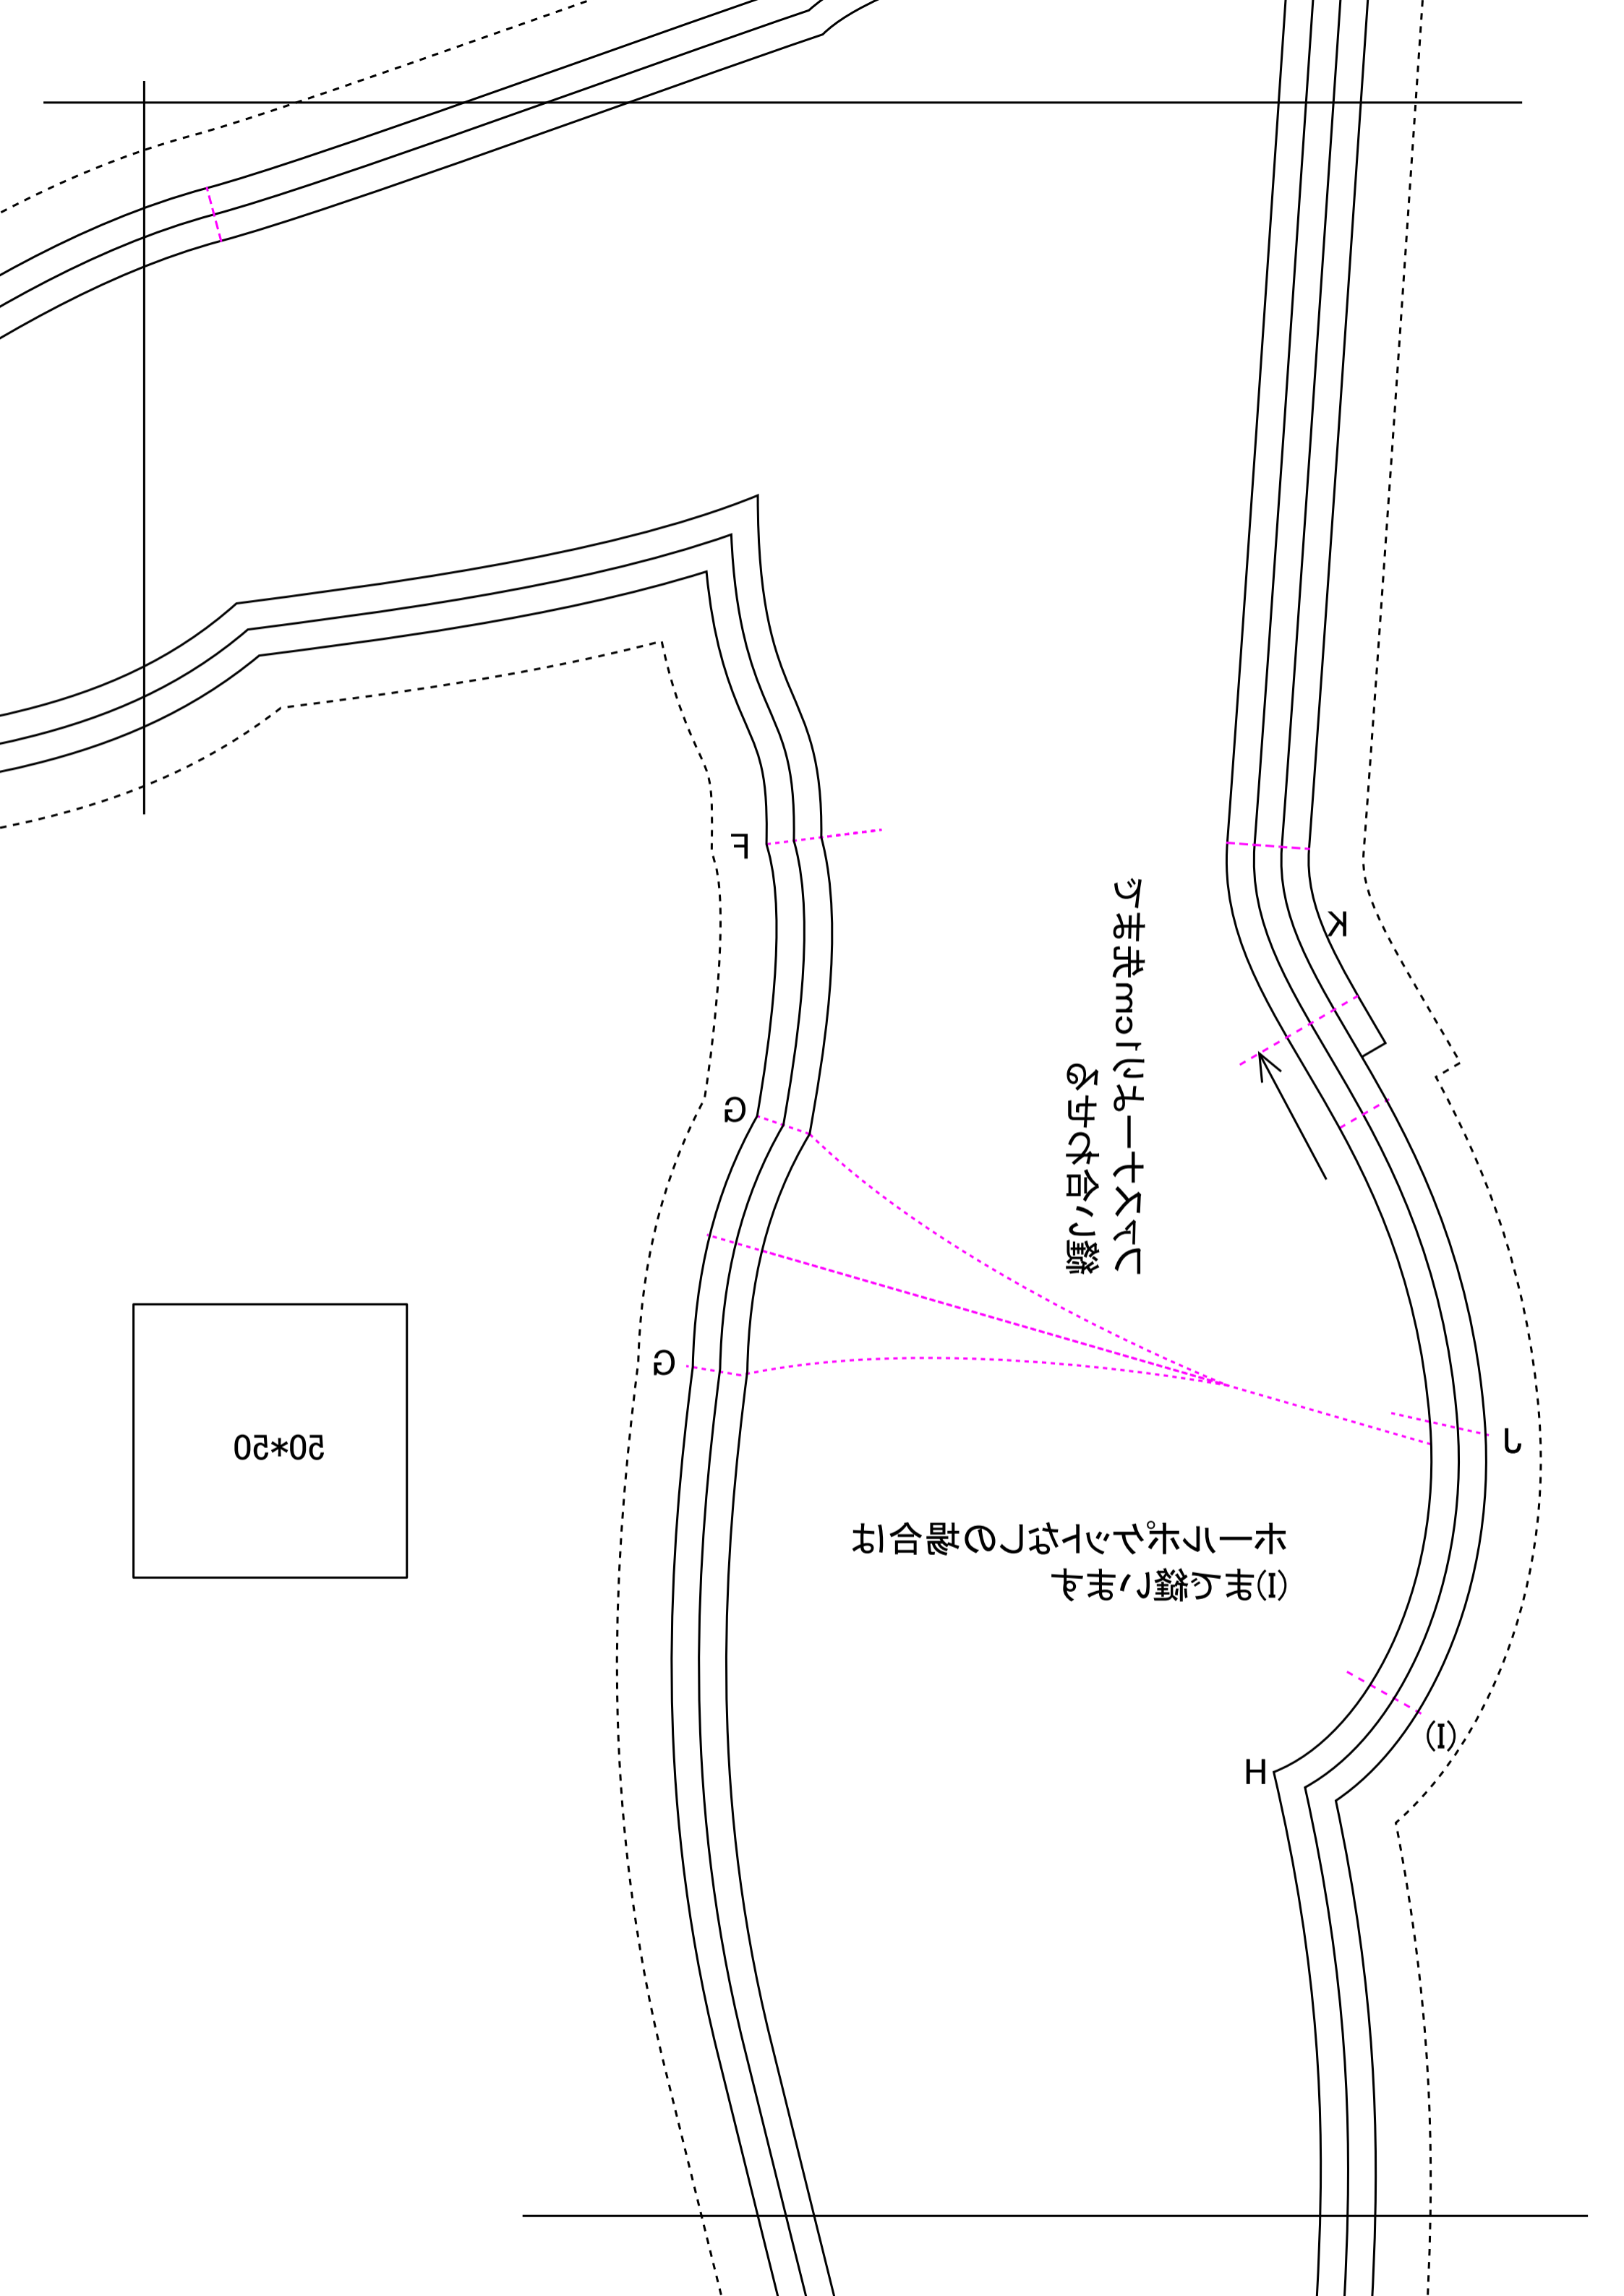 F
K
ファスナーより1cm先まで
縫い合わせる
G
G
J
50*50
ホールポケットなしの場合は
(I)まで縫います
(I)
H